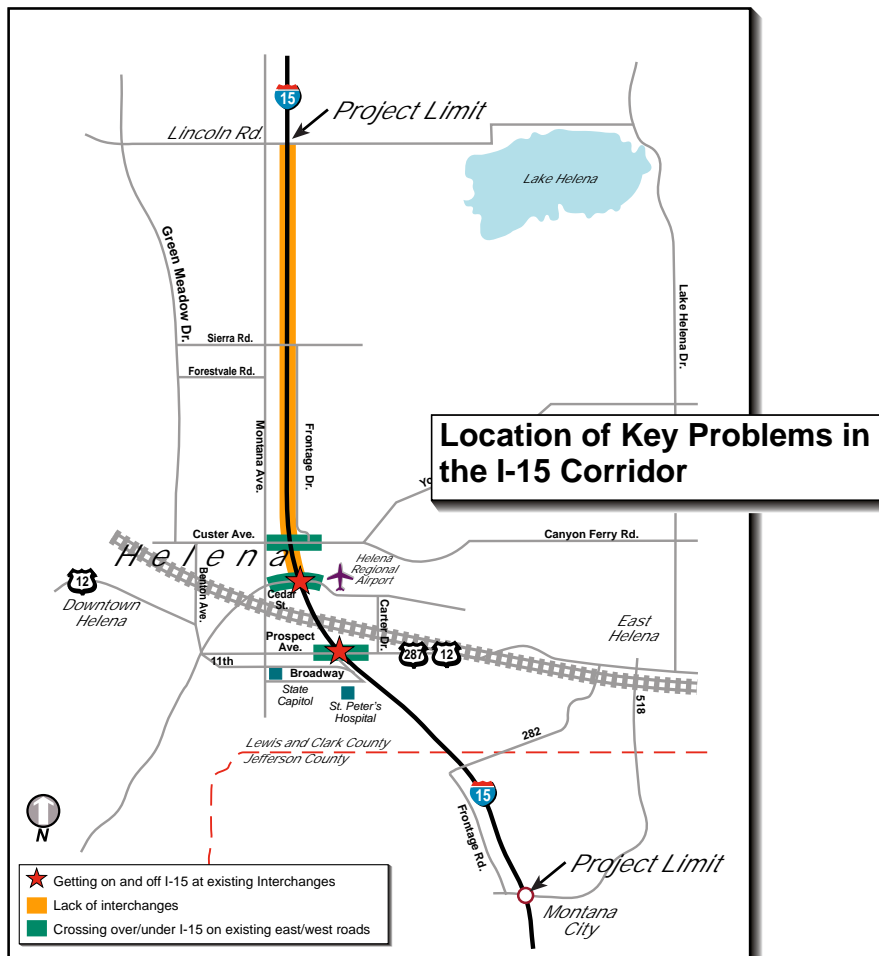 15
Project Limit
Lincoln Rd.
Lake Helena
Green Meadow Dr.
Lake Helena Dr.
Sierra Rd.
Forestvale Rd.
Montana Ave.
Frontage Dr.
Location of Key Problems in
the I-15 Corridor
Custer Ave.
Canyon Ferry Rd.
Helena
Helena
Regional
Airport
12
Downtown
Helena
Benton Ave.
Cedar
St.
Carter Dr.
East
Helena
Prospect
Ave.
287
12
11th
Broadway
State
Capitol
St. Peter's
Hospital
518
282
Lewis and Clark County
Jefferson County
15
Frontage Rd.
N
Project Limit
Montana
City
Getting on and off I-15 at existing Interchanges
Lack of interchanges
Crossing over/under I-15 on existing east/west roads